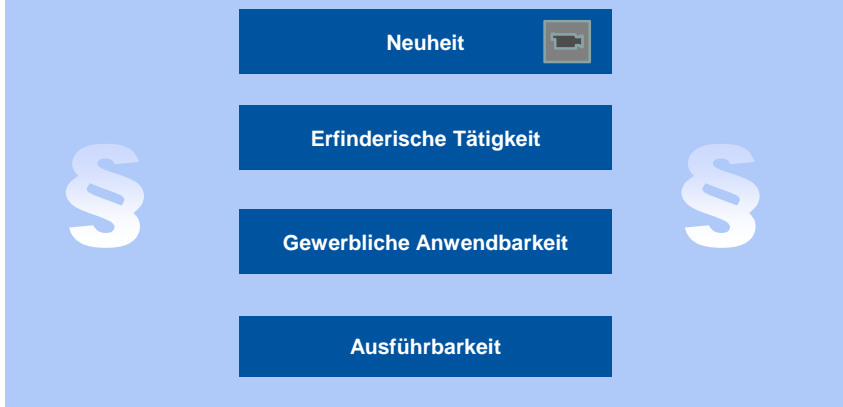 Neuheit
Erfinderische Tätigkeit
§ §
Gewerbliche Anwendbarkeit
Ausführbarkeit